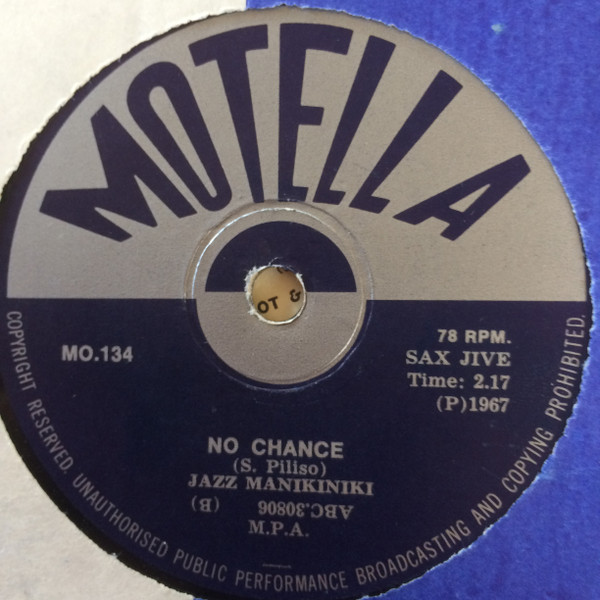 MOTELLA
OT &
MO.134
78 RPM.
SAX JIVE
Time: 2.17
(P)1967
NO CHANCE
(S. Piliso)
JAZZ MANIKINIKI
ABC.30806 (B)
M.P.A.
COPYRIGHT RESERVED. UNAUTHORISED PUBLIC PERFORMANCE BROADCASTING AND COPYING PROHIBITED.